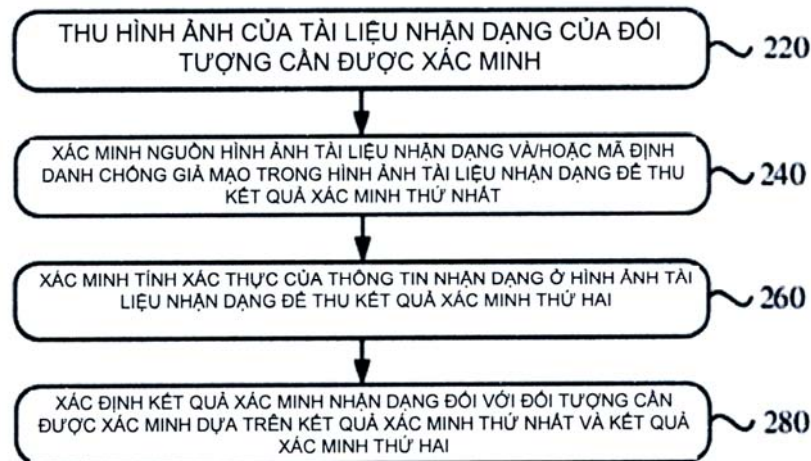 THU HÌNH ẢNH CỦA TÀI LIỆU NHẬN DẠNG CỦA ĐỐI
TƯỢNG CẦN ĐƯỢC XÁC MINH
220
XÁC MINH NGUỒN HÌNH ẢNH TÀI LIỆU NHẬN DẠNG VÀ/HOẶC MÃ ĐỊNH
DANH CHỐNG GIẢ MẠO TRONG HÌNH ẢNH TÀI LIỆU NHẬN DẠNG ĐỂ THU
KẾT QUẢ XÁC MINH THỨ NHẤT
240
XÁC MINH TÍNH XÁC THỰC CỦA THÔNG TIN NHẬN DẠNG Ở HÌNH ẢNH TÀI
LIỆU NHẬN DẠNG ĐỂ THU KẾT QUẢ XÁC MINH THỨ HAI
260
XÁC ĐỊNH KẾT QUẢ XÁC MINH NHẬN DẠNG ĐỐI VỚI ĐỐI TƯỢNG CẦN
ĐƯỢC XÁC MINH DỰA TRÊN KẾT QUẢ XÁC MINH THỨ NHẤT VÀ KẾT QUẢ
XÁC MINH THỨ HAI
280